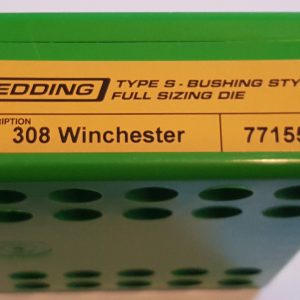 EDDING TYPE S - BUSHING STY
FULL SIZING DIE
RIPTION
308 Winchester 77155